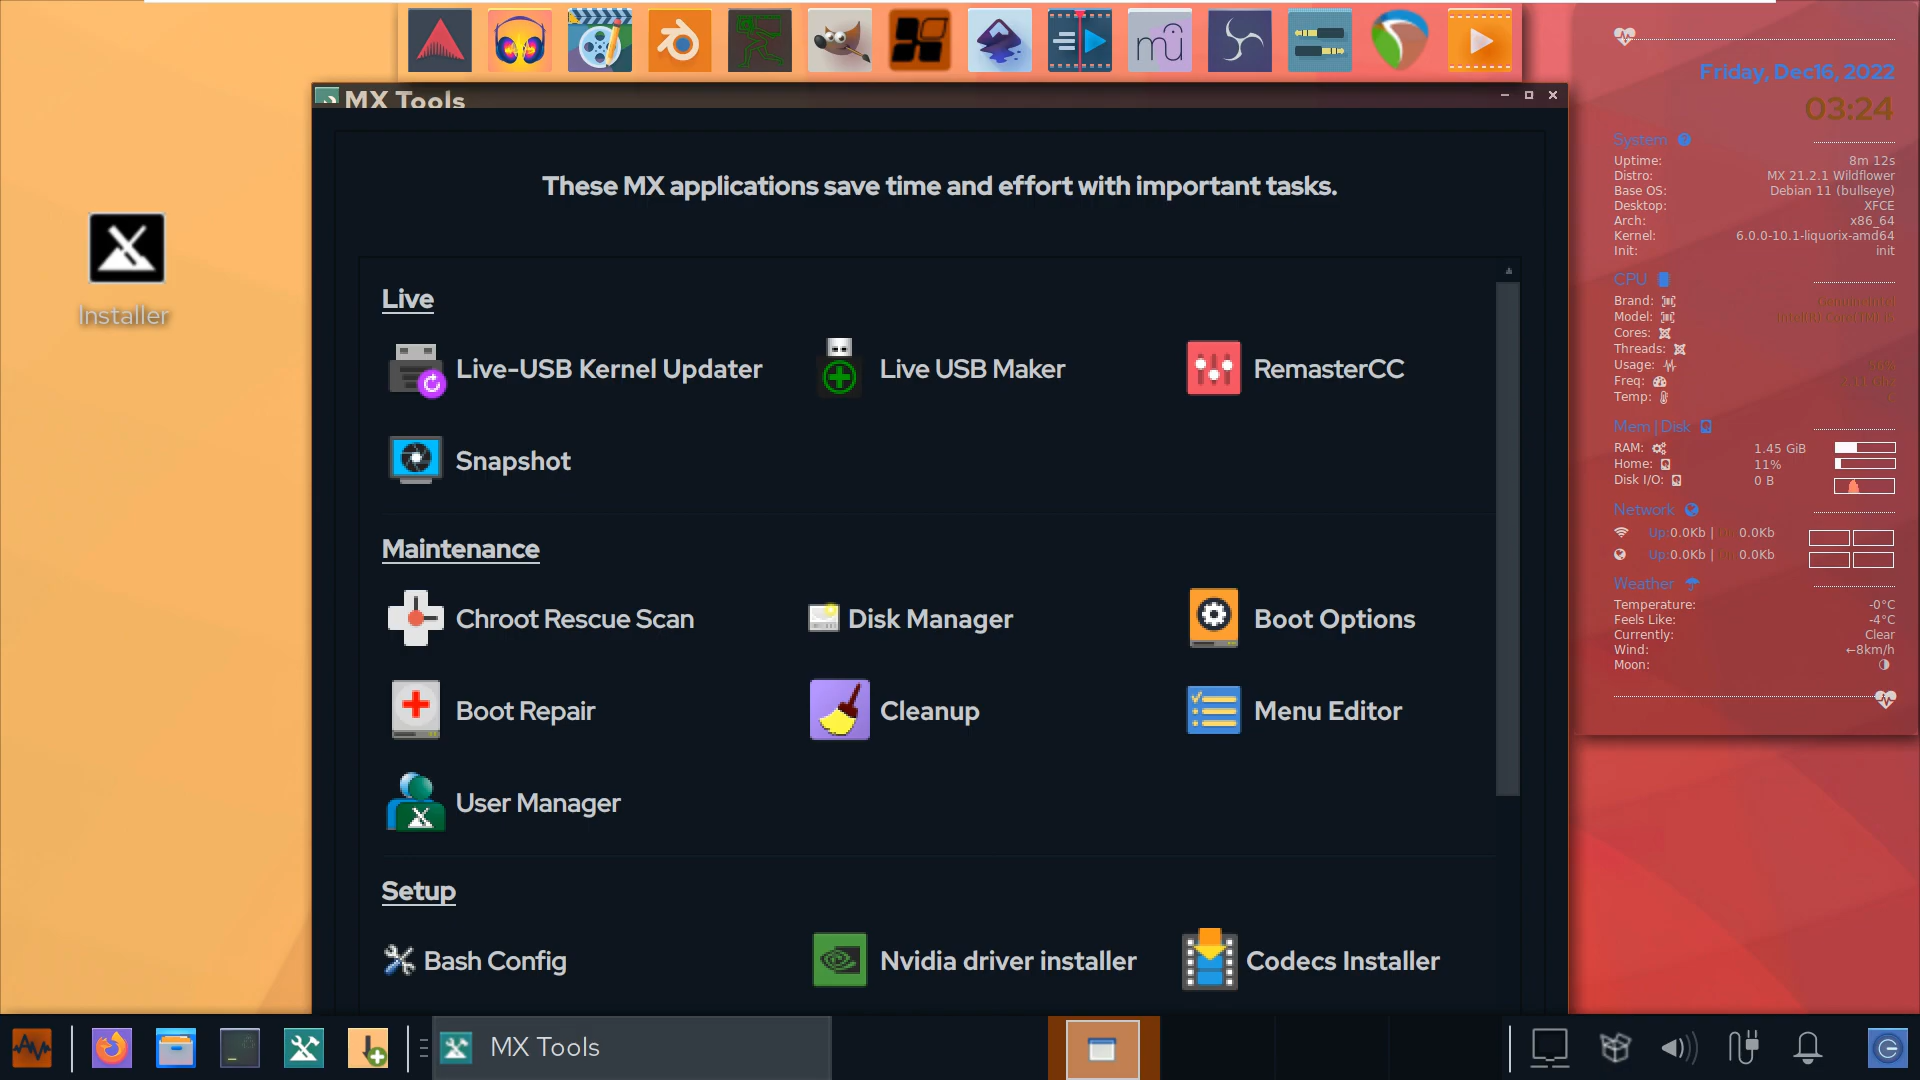 MX Tools
Friday, Dec16, 2022
03:24
These MX applications save time and effort with important tasks.
Installer
Live
Live-USB Kernel Updater
Live USB Maker
RemasterCC
Snapshot
Maintenance
Chroot Rescue Scan
Disk Manager
Boot Options
Boot Repair
Cleanup
Menu Editor
User Manager
Setup
Bash Config
Nvidia driver installer
Codecs Installer
System
Uptime: 8m 12s
Distro: MX 21.2.1 Wildflower
Base OS: Debian 11 (bullseye)
Desktop: XFCE
Arch: x86_64
Kernel: 6.0.0-10.1-liquorix-amd64
Init: init
CPU
Brand: GenuineIntel
Model:
Cores:
Threads:
Usage:
Freq:
Temp:
Mem | Disk
RAM: 1.45 GiB
Home: 11%
Disk I/O: 0 B
Network
Up:0.0Kb | 0.0Kb
Up:0.0Kb | 0.0Kb
Weather
Temperature: -0°C
Feels Like: -4°C
Currently: Clear
Wind: ←8km/h
Moon:
MX Tools